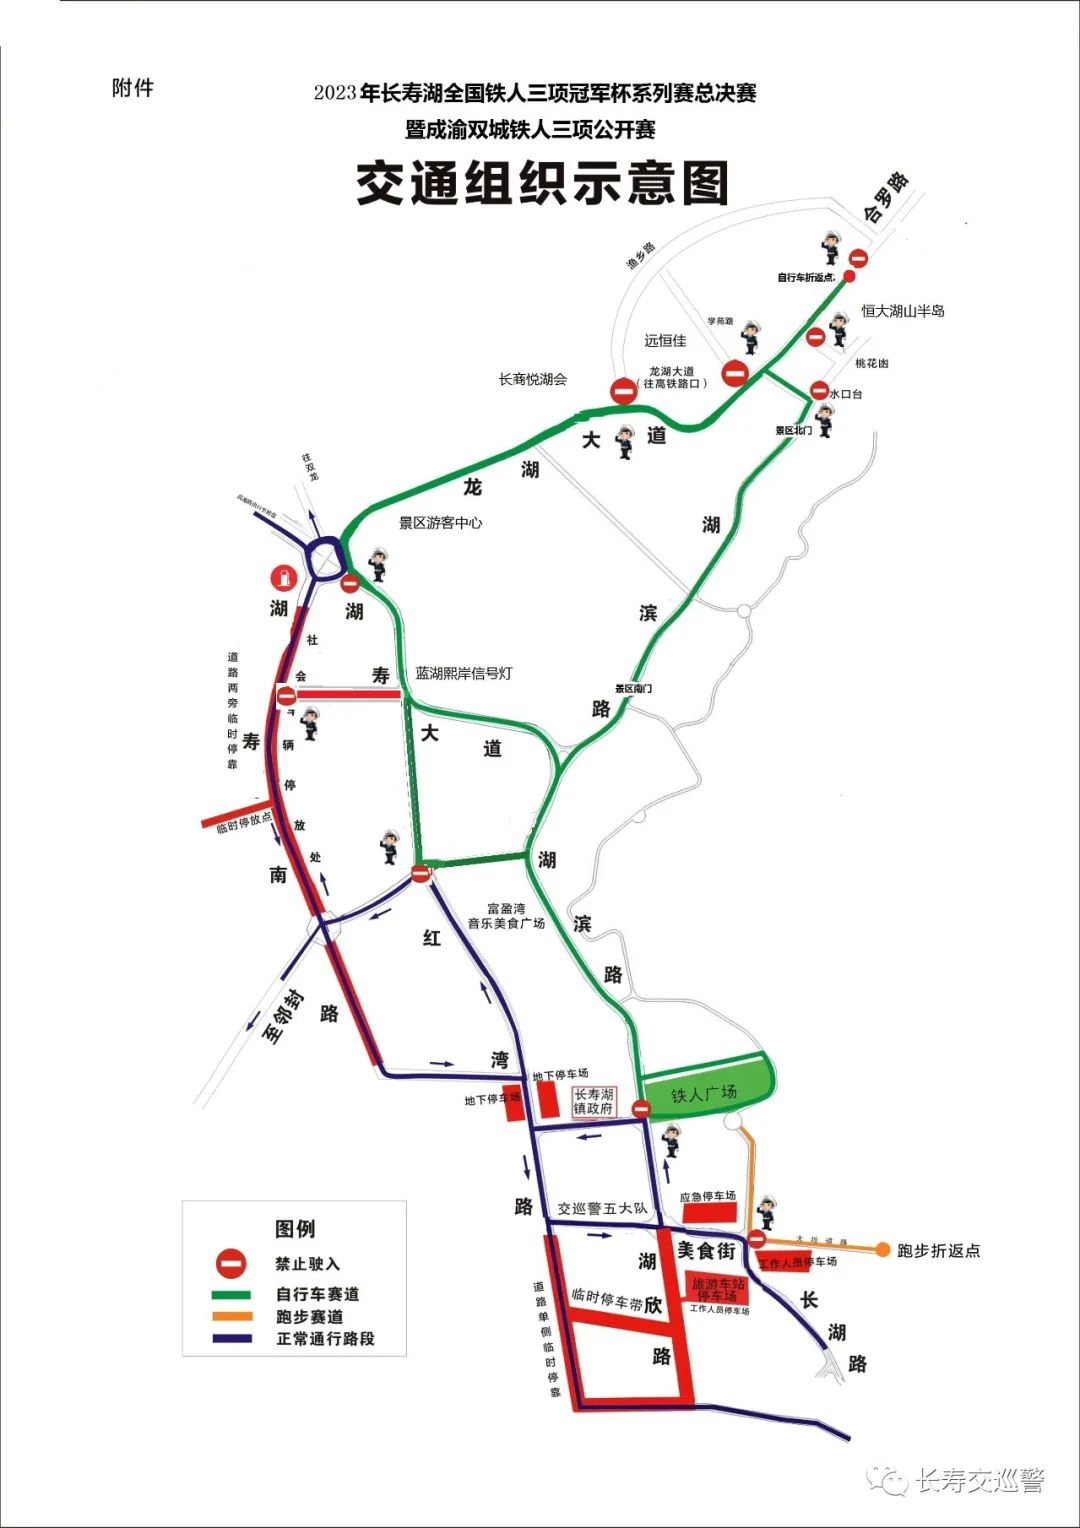 附件
2023年长寿湖全国铁人三项冠军杯系列赛总决赛
暨成渝双城铁人三项公开赛
交通组织示意图
合罗路
渔乡路
自行车折返点
恒大湖山半岛
学苑路
远恒佳
桃花囱
龙湖大道
（往高铁路口）
长商悦湖会
水口台
景区北门
龙湖大道
往双龙
景区游客中心
湖滨路
湖寿大道
蓝湖熙岸信号灯
景区南门
道路两旁临时停靠
社会车辆停放处
湖寿南路
临时停放点
富盈湾
音乐美食广场
湖滨路
红湾路
地下停车场
地下停车场
长寿湖
镇政府
铁人广场
应急停车场
交巡警五大队
美食街
大坝道路
跑步折返点
工作人员停车场
旅游车站
停车场
工作人员停车场
临时停车带
湖欣路
长湖路
道路单侧临时停靠
图例
禁止驶入
自行车赛道
跑步赛道
正常通行路段
长寿交巡警